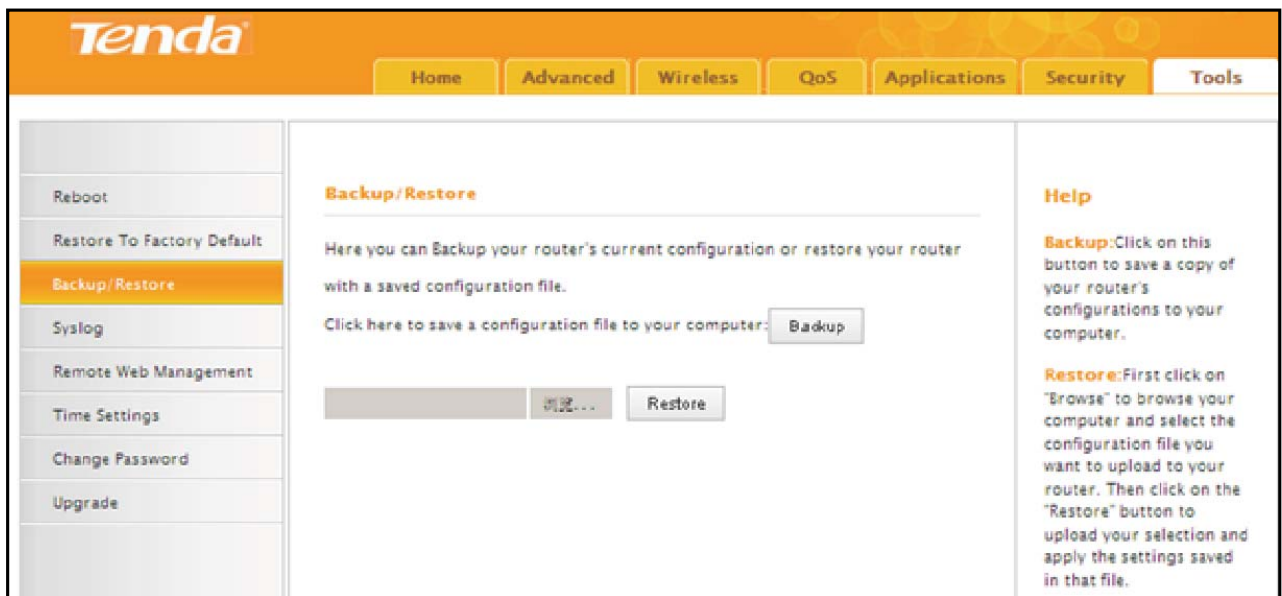 Tenda
Home Advanced Wireless QoS Applications Security Tools
Reboot
Restore To Factory Default
Backup/Restore
Syslog
Remote Web Management
Time Settings
Change Password
Upgrade
Backup/Restore
Here you can Backup your router's current configuration or restore your router
with a saved configuration file.
Click here to save a configuration file to your computer: Backup
浏览... Restore
Help
Backup:Click on this
button to save a copy of
your router's
configurations to your
computer.
Restore:First click on
"Browse" to browse your
computer and select the
configuration file you
want to upload to your
router. Then click on the
"Restore" button to
upload your selection and
apply the settings saved
in that file.